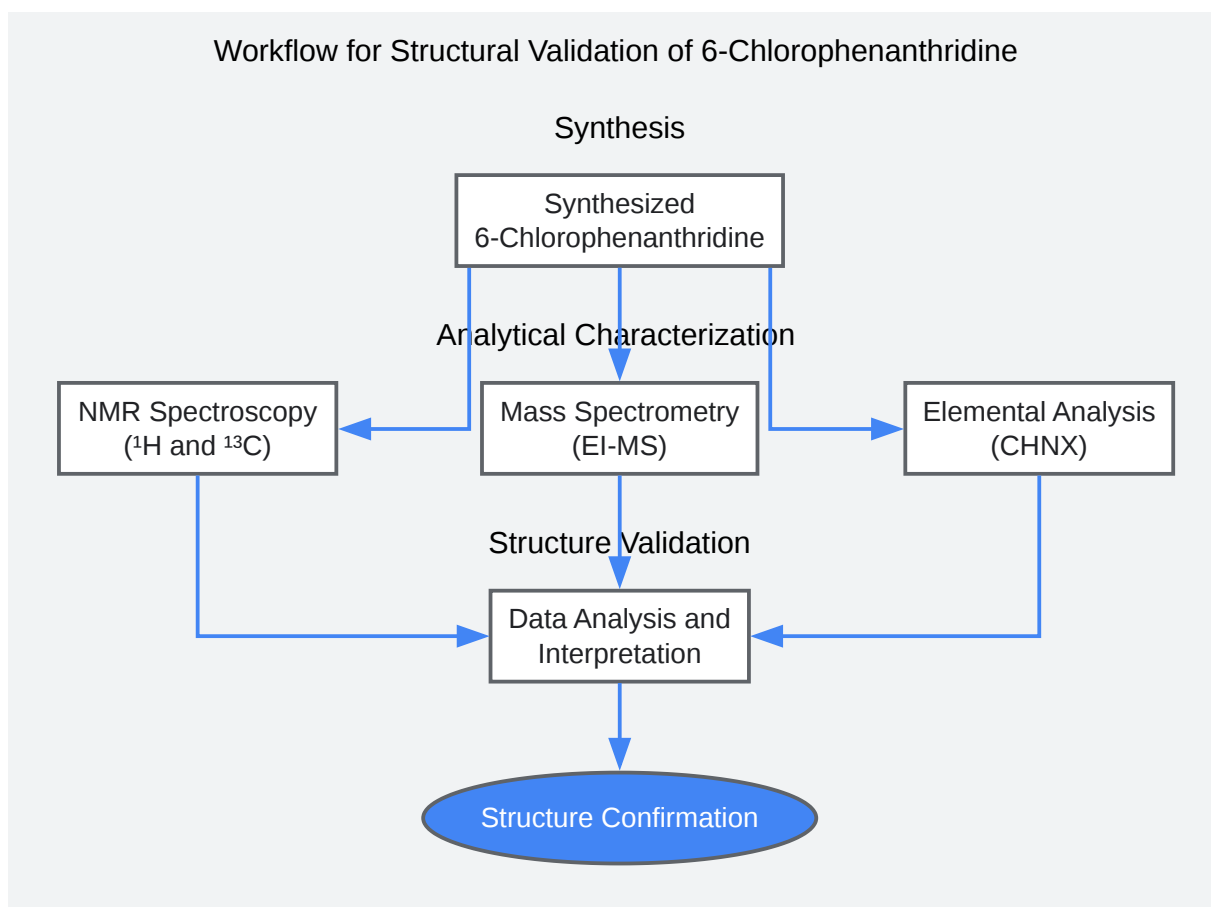 Workflow for Structural Validation of 6-Chlorophenanthridine
Synthesis
Synthesized
6-Chlorophenanthridine
Analytical Characterization
NMR Spectroscopy
(¹H and ¹³C)
Mass Spectrometry
(EI-MS)
Elemental Analysis
(CHNX)
Structure Validation
Data Analysis and
Interpretation
Structure Confirmation